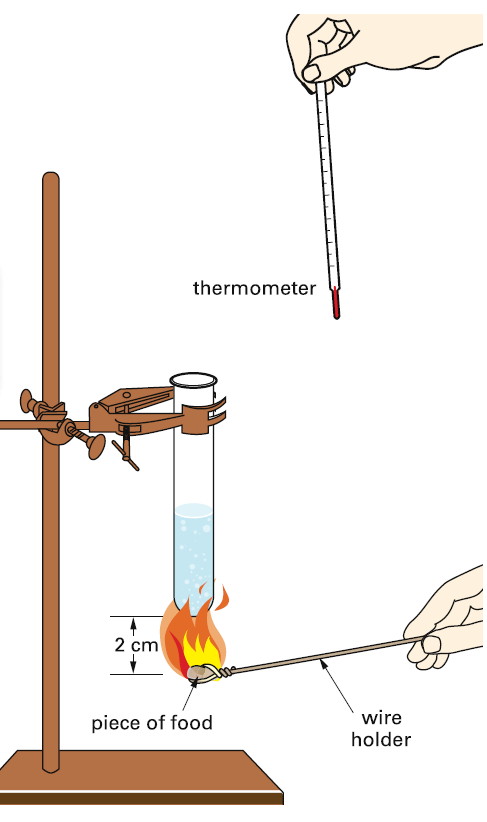 thermometer
2 cm
piece of food
wire
holder